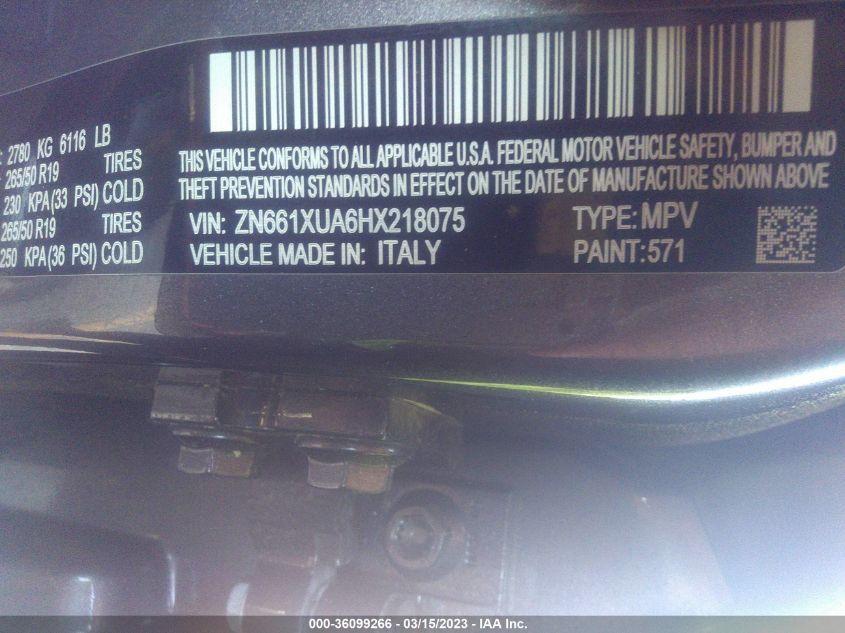 : 2780 KG 6116 LB
265/50 R19 TIRES
230 KPA (33 PSI) COLD
265/50 R19 TIRES
250 KPA (36 PSI) COLD
THIS VEHICLE CONFORMS TO ALL APPLICABLE U.S.A. FEDERAL MOTOR VEHICLE SAFETY, BUMPER AND
THEFT PREVENTION STANDARDS IN EFFECT ON THE DATE OF MANUFACTURE SHOWN ABOVE
VIN: ZN661XUA6HX218075 TYPE: MPV
VEHICLE MADE IN: ITALY PAINT: 571
000-36099266 - 03/15/2023 - IAA Inc.